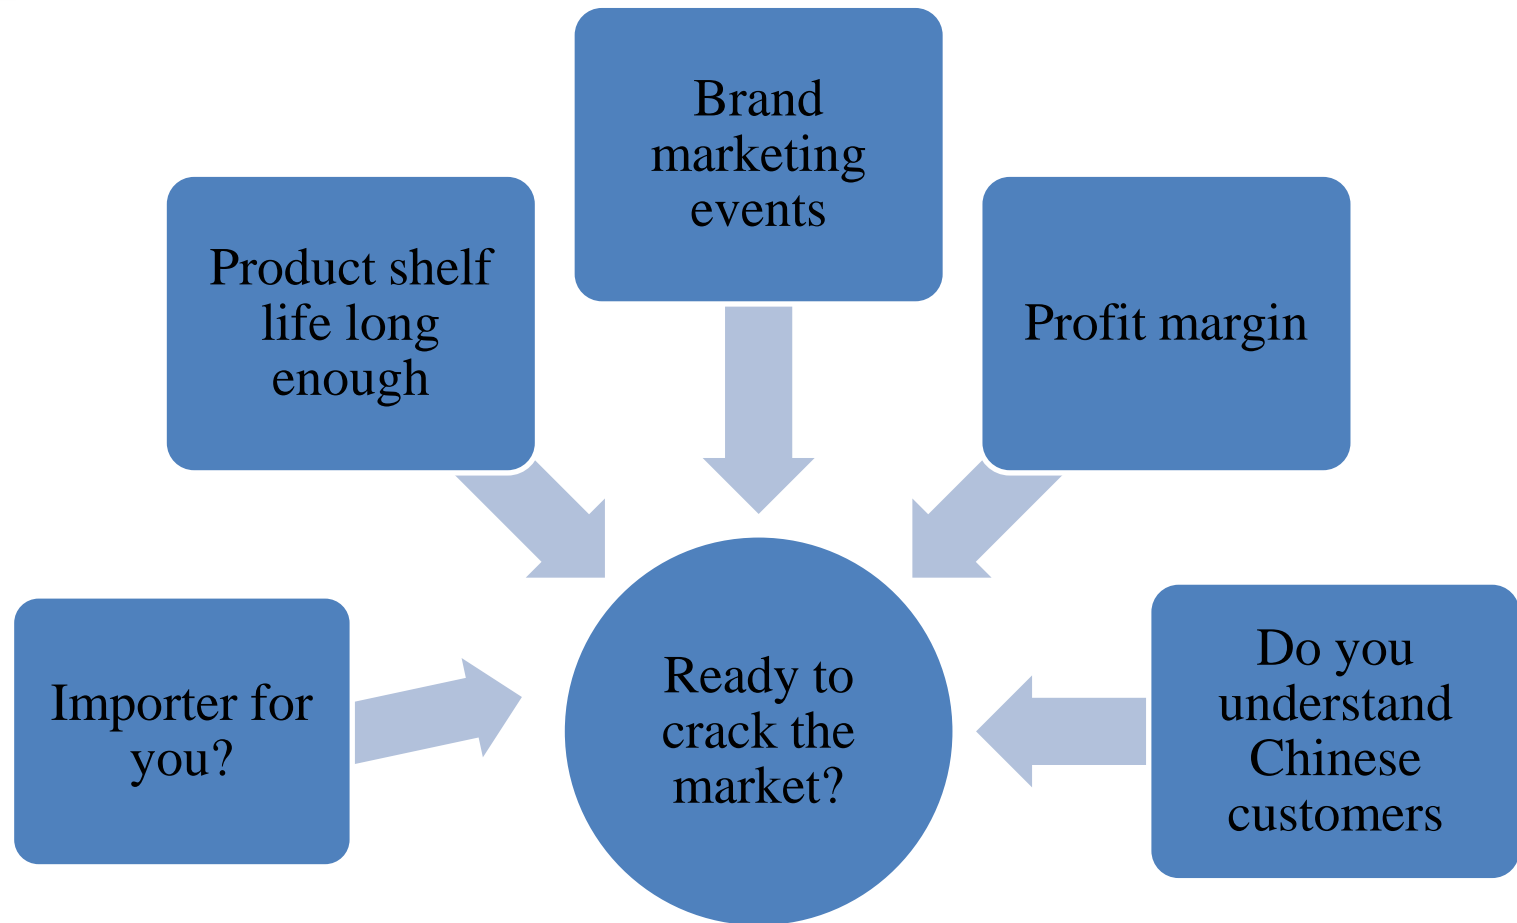 Brand
marketing
events
Product shelf
life long
enough
Profit margin
Importer for
you?
Ready to
crack the
market?
Do you
understand
Chinese
customers